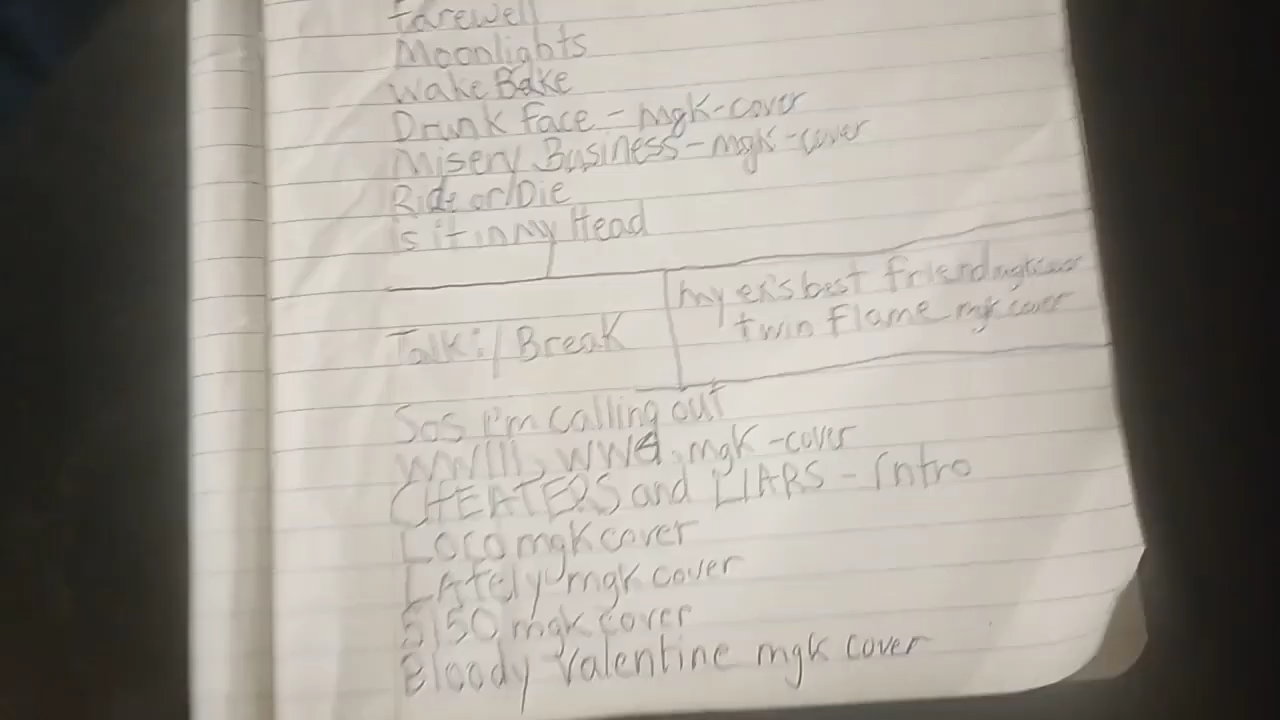 Farewell
Moonlights
Wake Bake
Drunk Face - mgk-cover
Misery Business - mgk-cover
Ride or Die
Is it in my Head
my ex's best friend mgk cover
twin Flame mgk cover
Talk:/Break
Sos I'm calling out
WWIII, WW4, mgk-cover
CHEATERS and LIARS - Intro
Loco mgk cover
LAtely mgk cover
5150 mgk cover
Bloody Valentine mgk cover